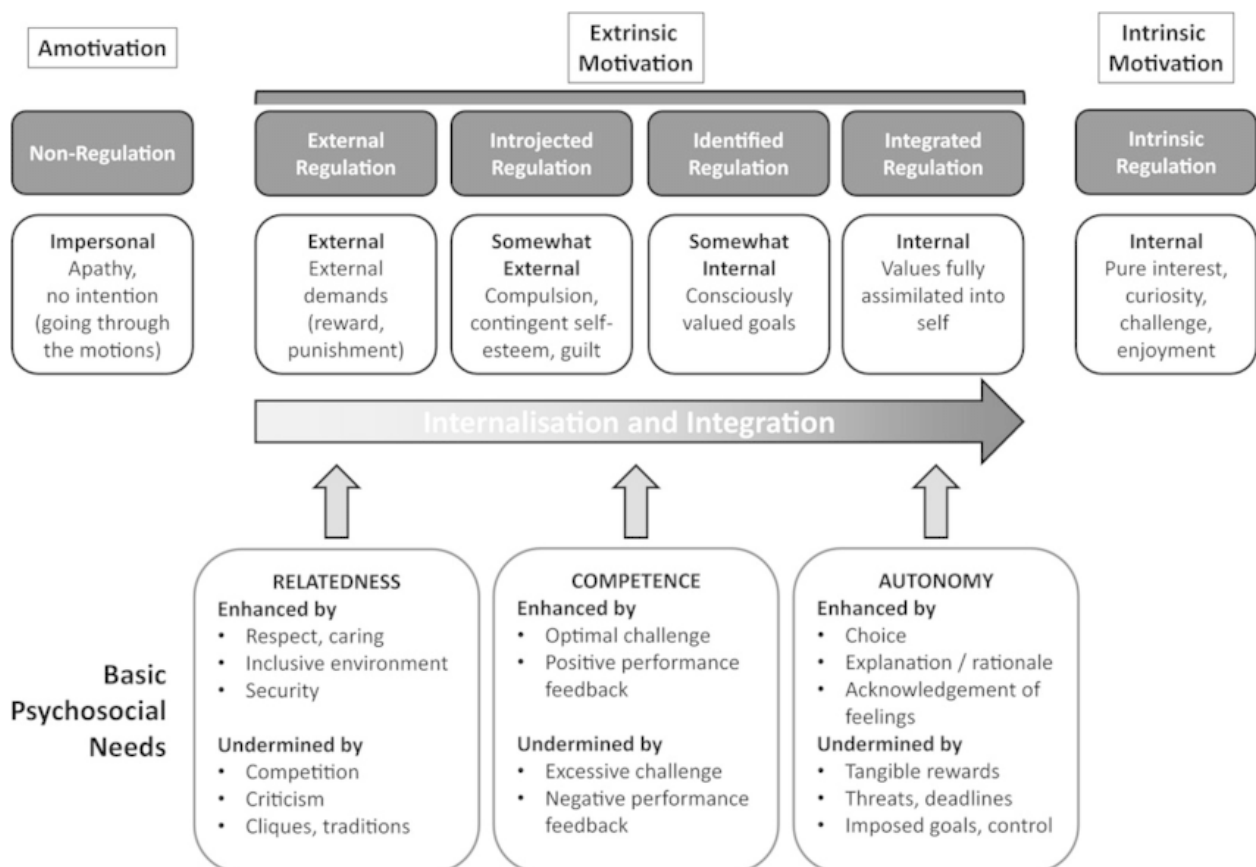 Amotivation
Extrinsic
Motivation
Intrinsic
Motivation
Non-Regulation
External
Regulation
Introjected
Regulation
Identified
Regulation
Integrated
Regulation
Intrinsic
Regulation
Impersonal
Apathy,
no intention
(going through
the motions)
External
External
demands
(reward,
punishment)
Somewhat
External
Compulsion,
contingent self-
esteem, guilt
Somewhat
Internal
Consciously
valued goals
Internal
Values fully
assimilated into
self
Internal
Pure interest,
curiosity,
challenge,
enjoyment
Internalisation and Integration
Basic
Psychosocial
Needs
RELATEDNESS
Enhanced by
• Respect, caring
• Inclusive environment
• Security
Undermined by
• Competition
• Criticism
• Cliques, traditions
COMPETENCE
Enhanced by
• Optimal challenge
• Positive performance
feedback
Undermined by
• Excessive challenge
• Negative performance
feedback
AUTONOMY
Enhanced by
• Choice
• Explanation / rationale
• Acknowledgement of
feelings
Undermined by
• Tangible rewards
• Threats, deadlines
• Imposed goals, control